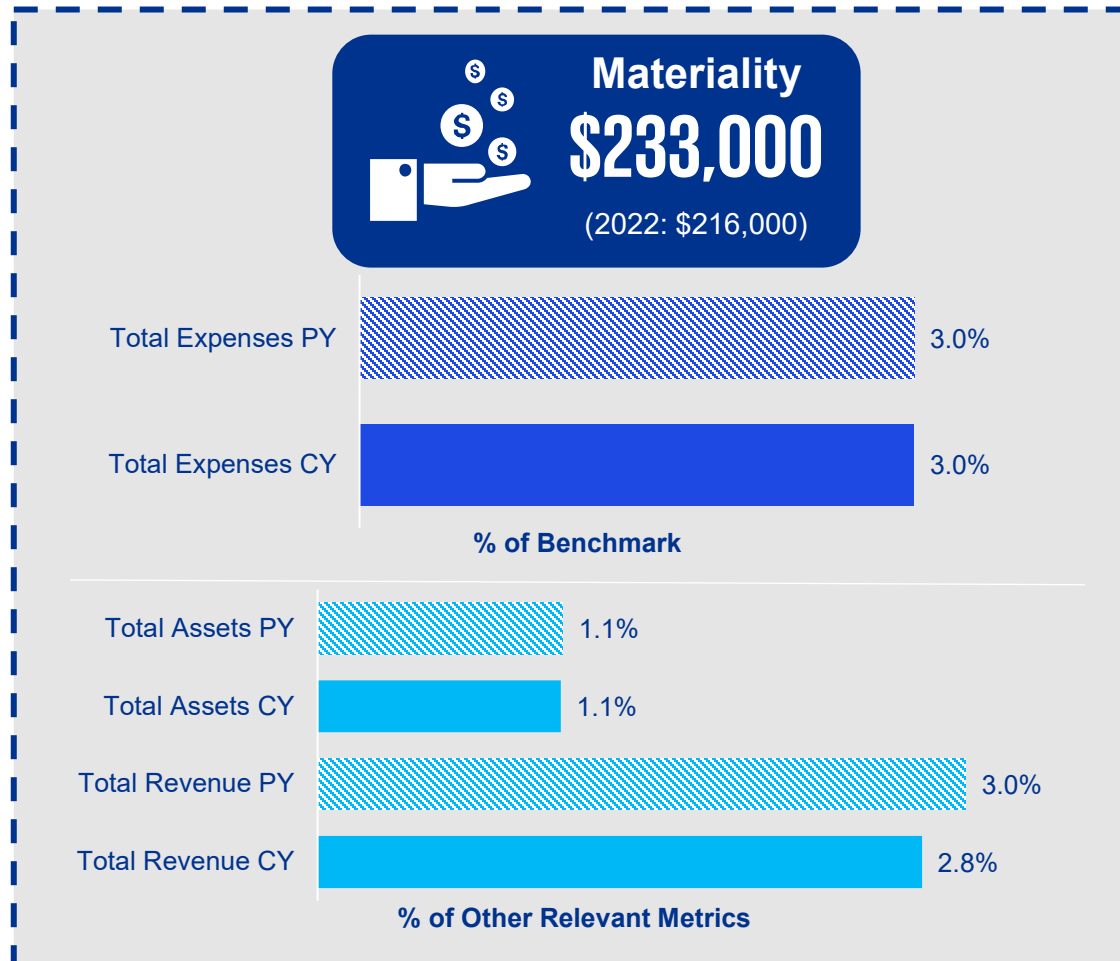 Materiality
$233,000
(2022: $216,000)
Total Expenses PY 3.0%
Total Expenses CY 3.0%
% of Benchmark
Total Assets PY 1.1%
Total Assets CY 1.1%
Total Revenue PY 3.0%
Total Revenue CY 2.8%
% of Other Relevant Metrics